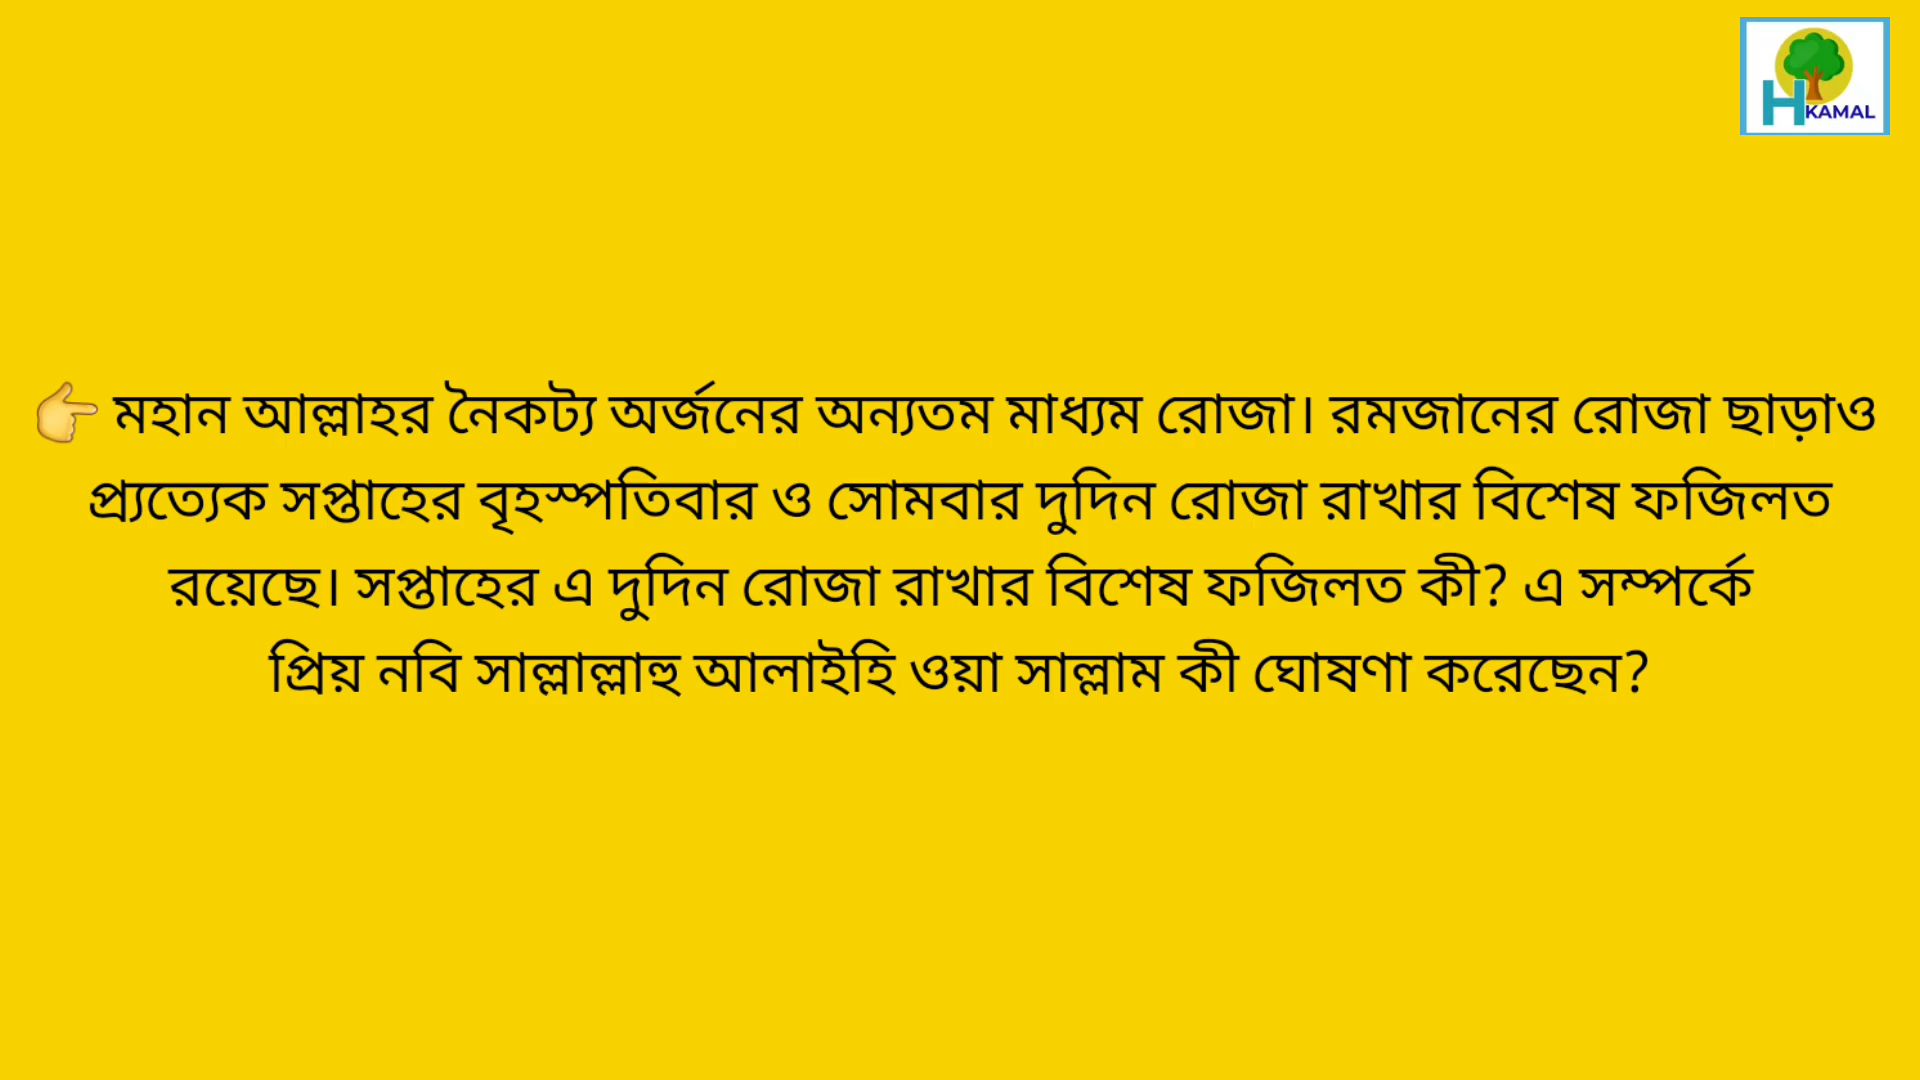 H KAMAL
👉 মহান আল্লাহর নৈকট্য অর্জনের অন্যতম মাধ্যম রোজা। রমজানের রোজা ছাড়াও
প্র্যত্যেক সপ্তাহের বৃহস্পতিবার ও সোমবার দুদিন রোজা রাখার বিশেষ ফজিলত
রয়েছে। সপ্তাহের এ দুদিন রোজা রাখার বিশেষ ফজিলত কী? এ সম্পর্কে
প্রিয় নবি সাল্লাল্লাহু আলাইহি ওয়া সাল্লাম কী ঘোষণা করেছেন?